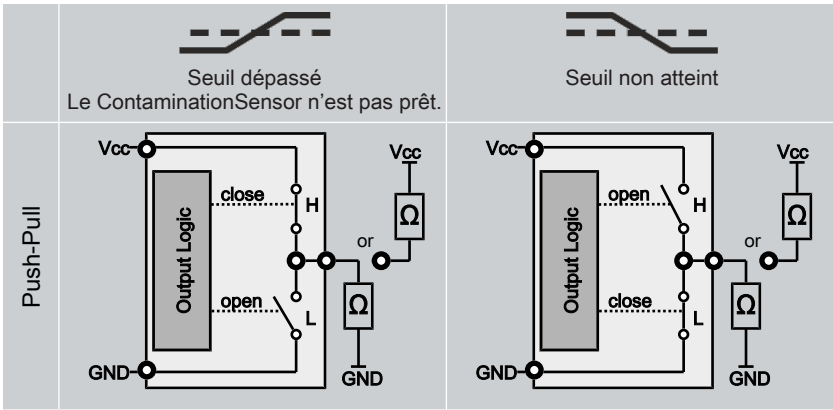 Seuil dépassé
Le ContaminationSensor n’est pas prêt.
Seuil non atteint
Push-Pull
Vcc
Output Logic
close
H
open
L
GND
Vcc
Ω
or
Ω
GND
Vcc
Output Logic
open
H
close
L
GND
Vcc
Ω
or
Ω
GND